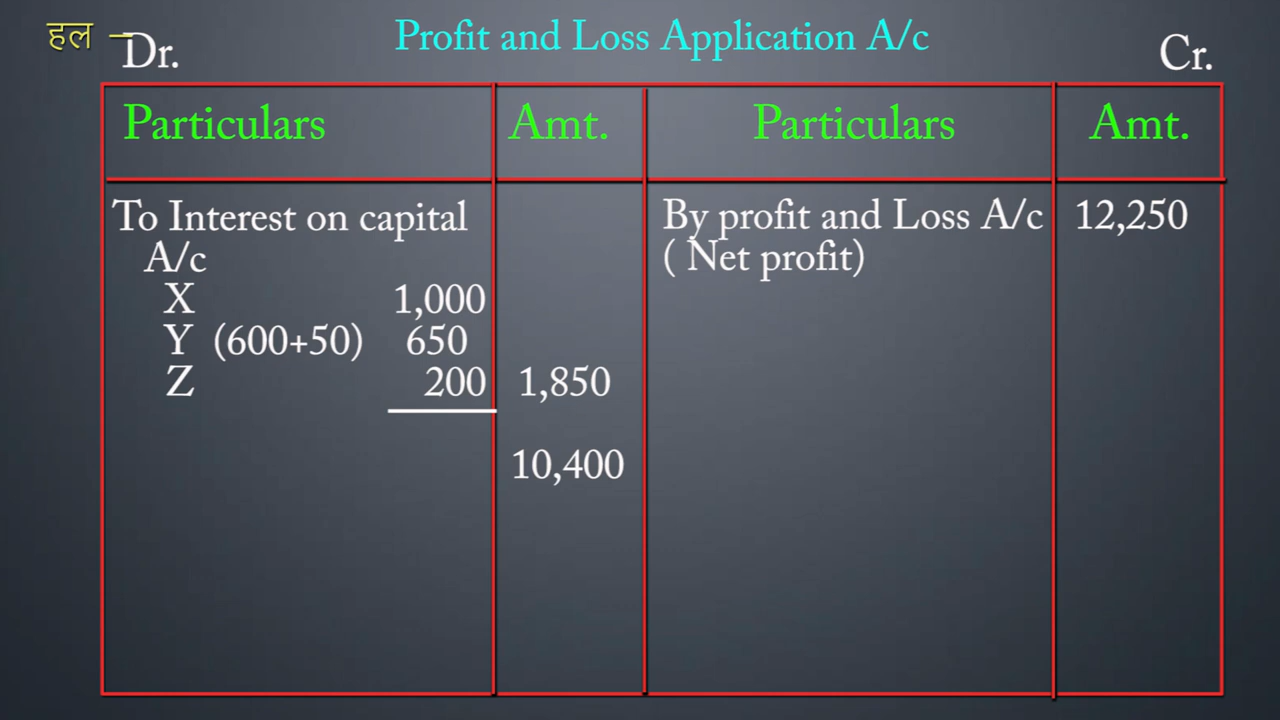 हल –
Profit and Loss Application A/c
Dr.
Cr.
Particulars Amt. Particulars Amt.
To Interest on capital By profit and Loss A/c 12,250
A/c ( Net profit)
X 1,000
Y (600+50) 650
Z 200 1,850
10,400